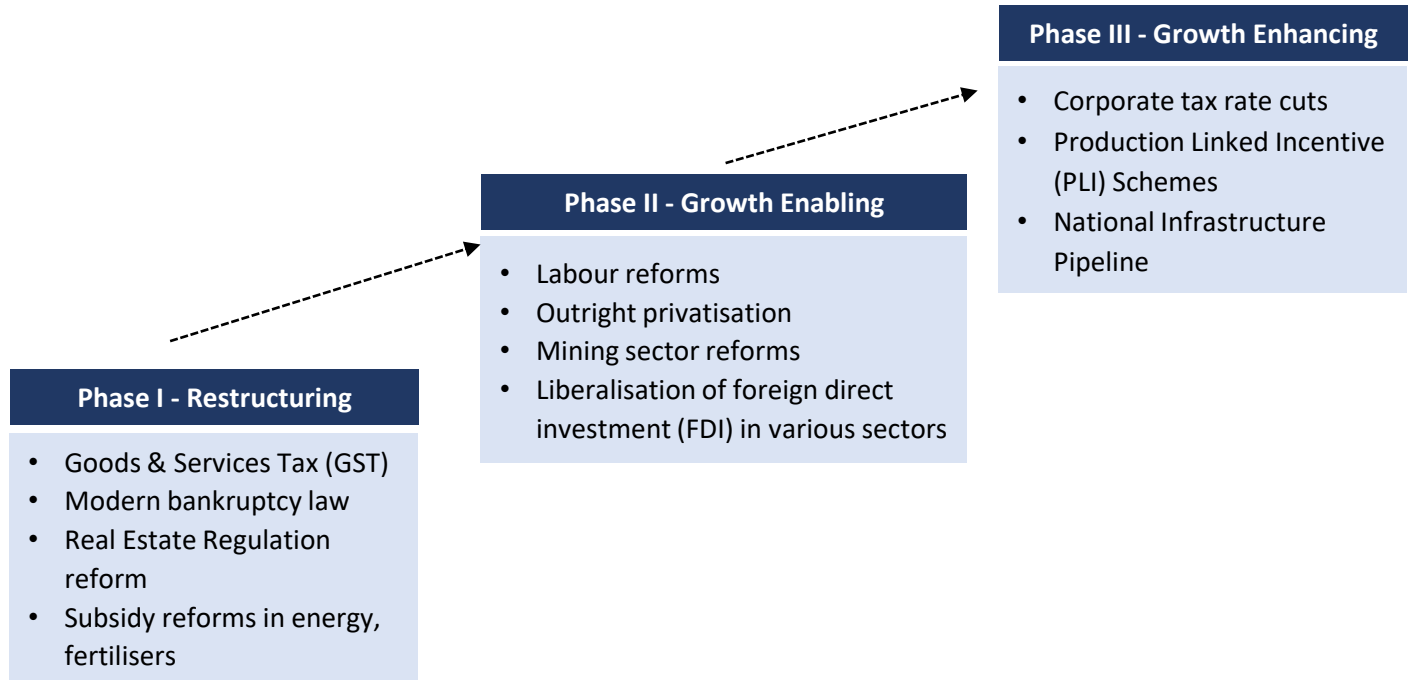 Phase I - Restructuring
• Goods & Services Tax (GST)
• Modern bankruptcy law
• Real Estate Regulation
reform
• Subsidy reforms in energy,
fertilisers
Phase II - Growth Enabling
• Labour reforms
• Outright privatisation
• Mining sector reforms
• Liberalisation of foreign direct
investment (FDI) in various sectors
Phase III - Growth Enhancing
• Corporate tax rate cuts
• Production Linked Incentive
(PLI) Schemes
• National Infrastructure
Pipeline